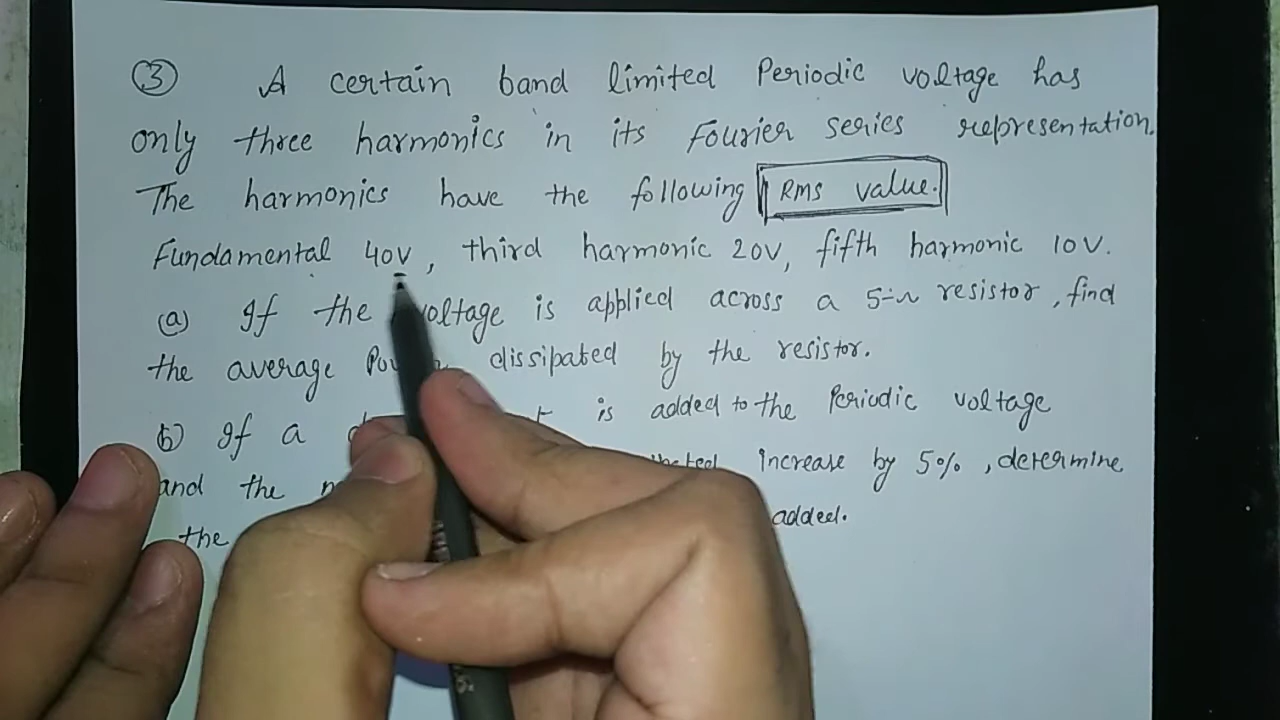 ③ A certain band limited Periodic voltage has
only three harmonics in its Fourier series representation.
The harmonics have the following RMS value.
Fundamental 40V, third harmonic 20V, fifth harmonic 10V.
(a) If the voltage is applied across a 5-Ω resistor, find
the average dissipated by the resistor.
(b) If a is added to the Periodic voltage
and the increase by 5%, determine
the added.